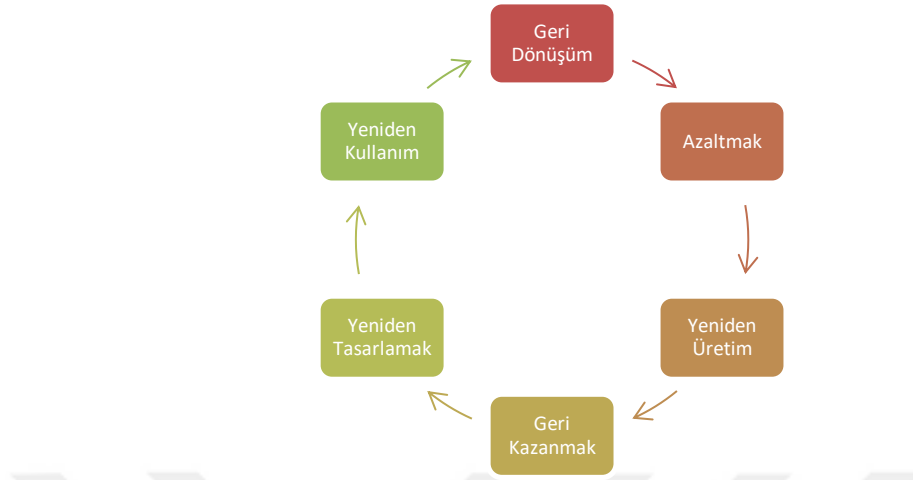 Geri
Dönüşüm
Azaltmak
Yeniden
Üretim
Geri
Kazanmak
Yeniden
Tasarlamak
Yeniden
Kullanım